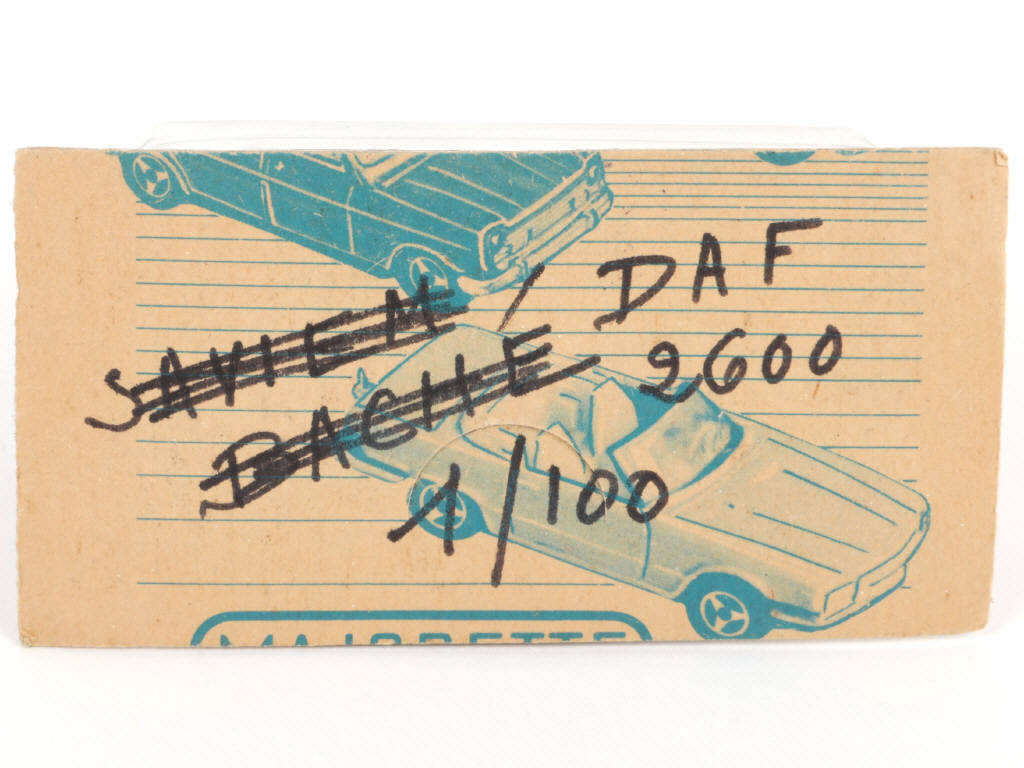 SAVIEM / DAF
BACHE 2600
1/100
MAJORETTE